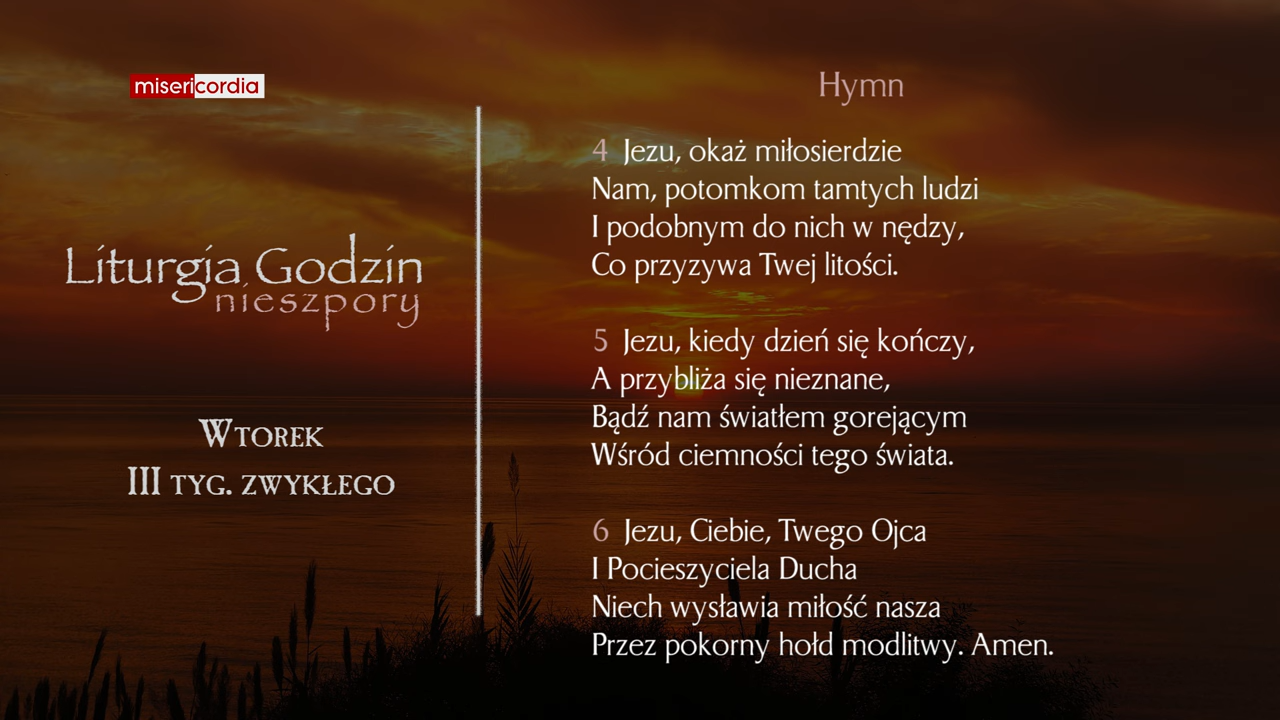 misericordia
Liturgia Godzin
nieszpory
Wtorek
III tyg. zwykłego
Hymn
4 Jezu, okaż miłosierdzie
Nam, potomkom tamtych ludzi
I podobnym do nich w nędzy,
Co przyzywa Twej litości.
5 Jezu, kiedy dzień się kończy,
A przybliża się nieznane,
Bądź nam światłem gorejącym
Wśród ciemności tego świata.
6 Jezu, Ciebie, Twego Ojca
I Pocieszyciela Ducha
Niech wysławia miłość nasza
Przez pokorny hołd modlitwy. Amen.